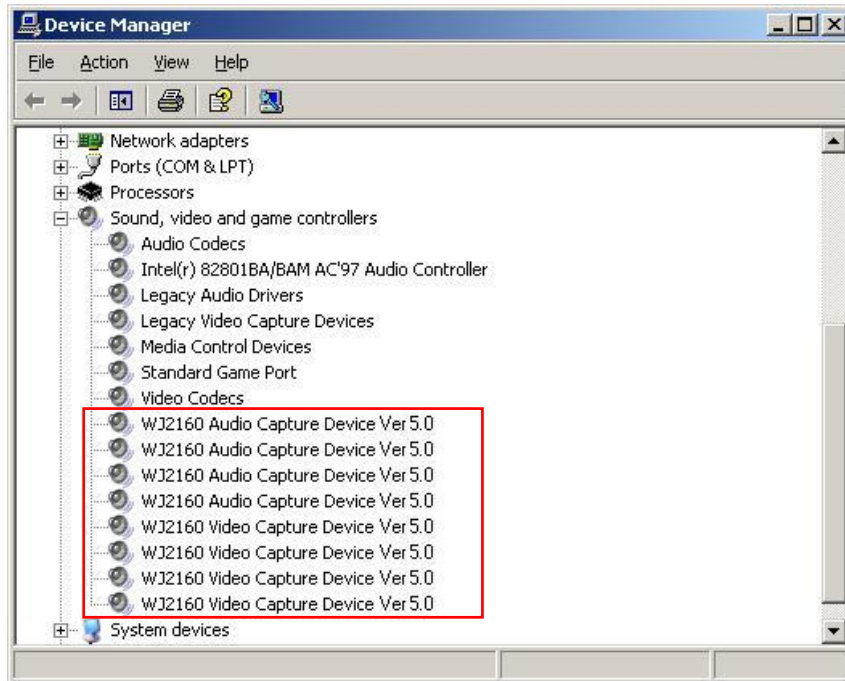 Device Manager
File Action View Help
Network adapters
Ports (COM & LPT)
Processors
Sound, video and game controllers
Audio Codecs
Intel(r) 82801BA/BAM AC'97 Audio Controller
Legacy Audio Drivers
Legacy Video Capture Devices
Media Control Devices
Standard Game Port
Video Codecs
WJ2160 Audio Capture Device Ver 5.0
WJ2160 Audio Capture Device Ver 5.0
WJ2160 Audio Capture Device Ver 5.0
WJ2160 Audio Capture Device Ver 5.0
WJ2160 Video Capture Device Ver 5.0
WJ2160 Video Capture Device Ver 5.0
WJ2160 Video Capture Device Ver 5.0
WJ2160 Video Capture Device Ver 5.0
System devices